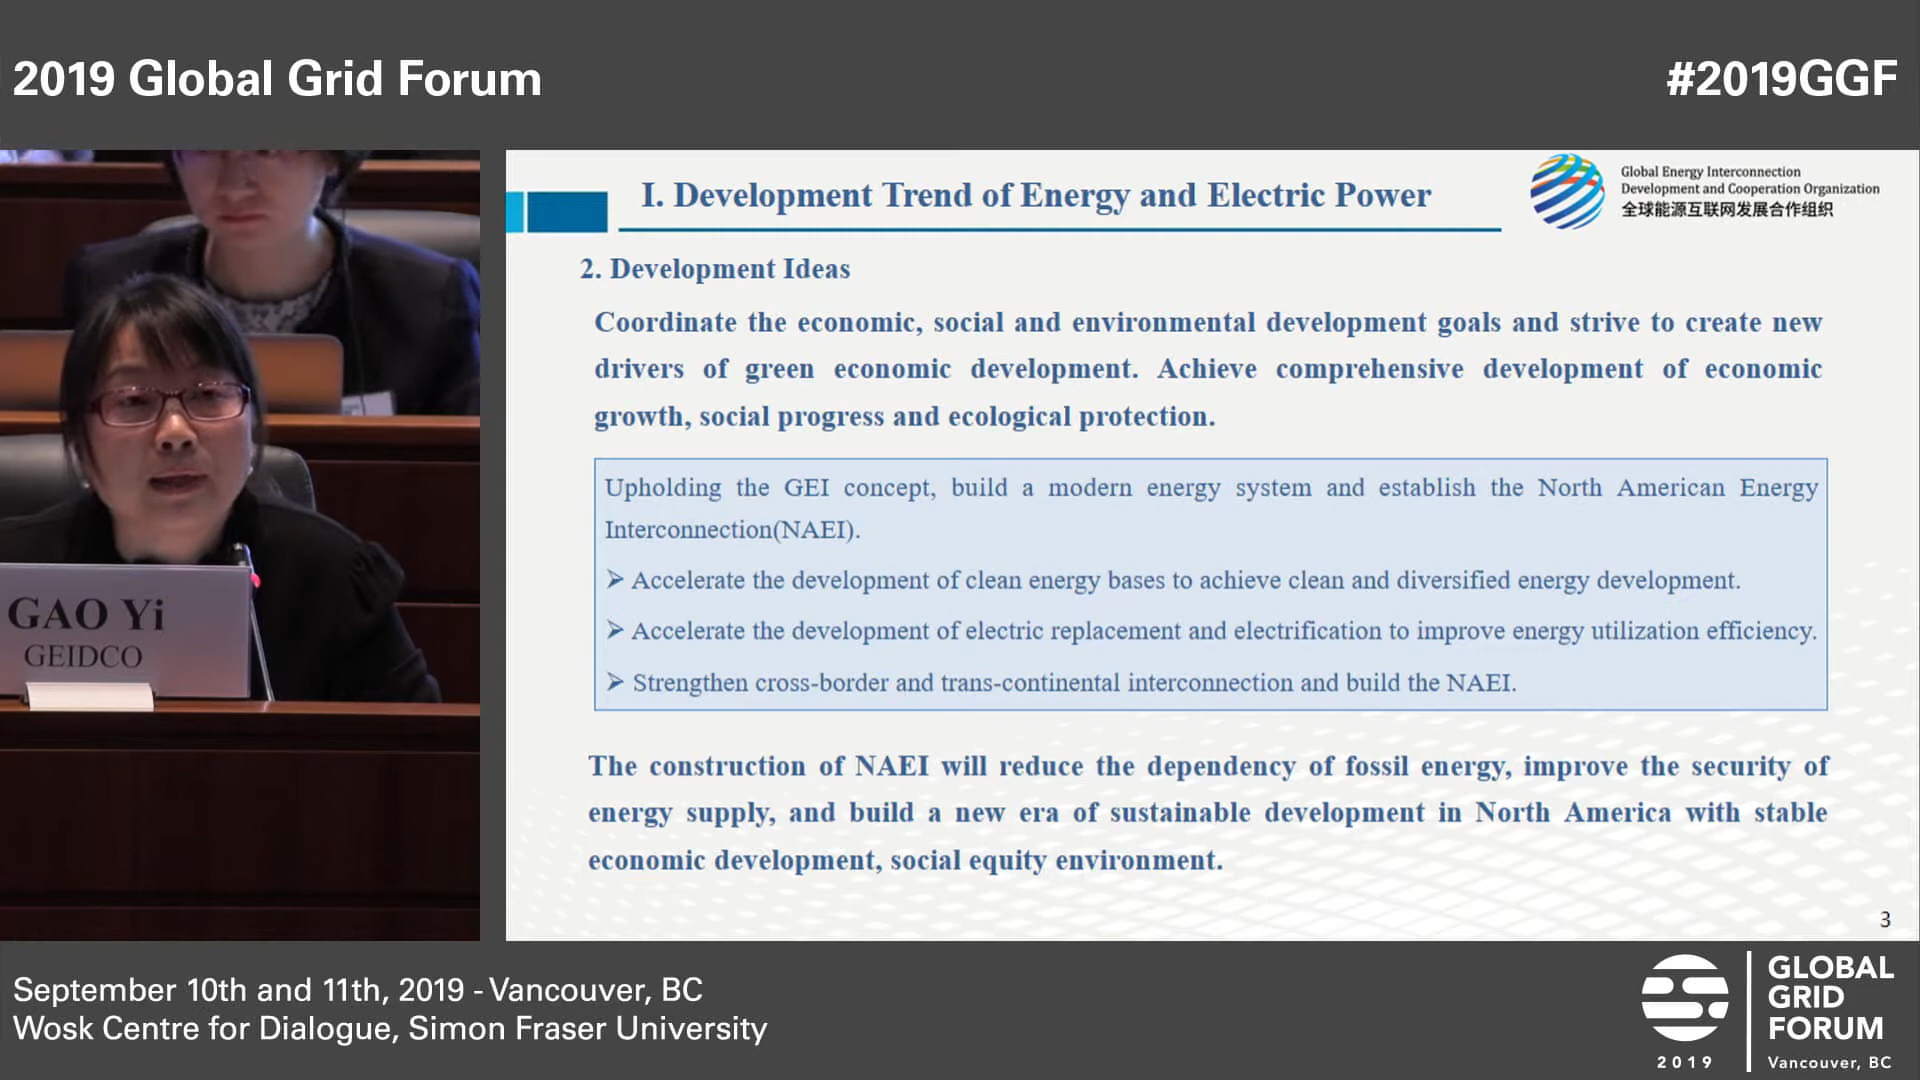 2019 Global Grid Forum
#2019GGF
GAO Yi
GEIDCO
I. Development Trend of Energy and Electric Power
Global Energy Interconnection
Development and Cooperation Organization
全球能源互联网发展合作组织
2. Development Ideas
Coordinate the economic, social and environmental development goals and strive to create new
drivers of green economic development. Achieve comprehensive development of economic
growth, social progress and ecological protection.
Upholding the GEI concept, build a modern energy system and establish the North American Energy
Interconnection(NAEI).
➢ Accelerate the development of clean energy bases to achieve clean and diversified energy development.
➢ Accelerate the development of electric replacement and electrification to improve energy utilization efficiency.
➢ Strengthen cross-border and trans-continental interconnection and build the NAEI.
The construction of NAEI will reduce the dependency of fossil energy, improve the security of
energy supply, and build a new era of sustainable development in North America with stable
economic development, social equity environment.
3
September 10th and 11th, 2019 - Vancouver, BC
Wosk Centre for Dialogue, Simon Fraser University
2019
GLOBAL
GRID
FORUM
Vancouver, BC